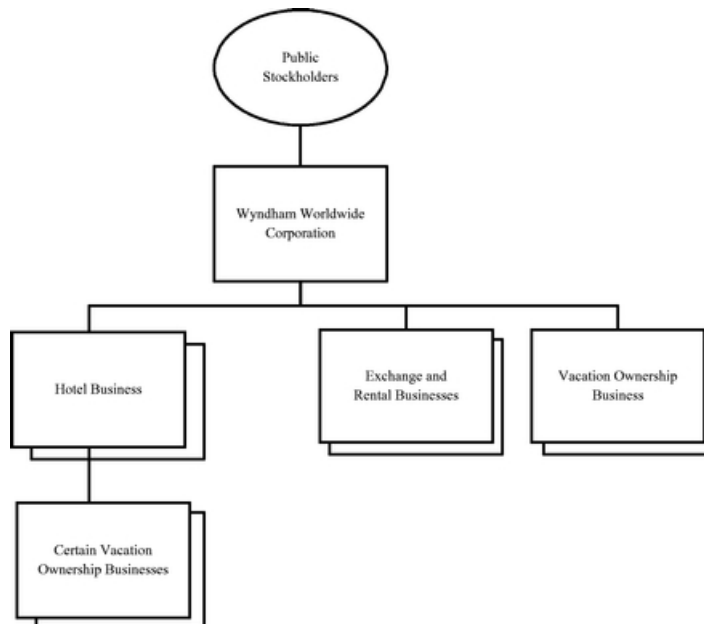 Public
Stockholders
Wyndham Worldwide
Corporation
Hotel Business
Exchange and
Rental Businesses
Vacation Ownership
Business
Certain Vacation
Ownership Businesses